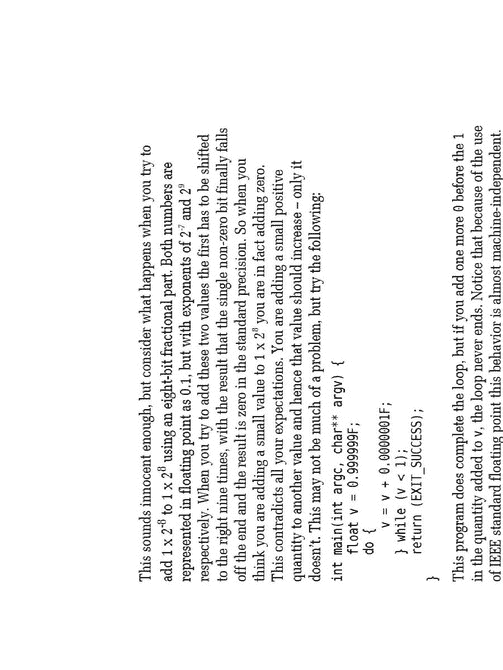 This sounds innocent enough, but consider what happens when you try to
add 1 x 2⁻⁸ to 1 x 2⁸ using an eight-bit fractional part. Both numbers are
represented in floating point as 0.1, but with exponents of 2⁻⁷ and 2⁹
respectively. When you try to add these two values the first has to be shifted
to the right nine times, with the result that the single non-zero bit finally falls
off the end and the result is zero in the standard precision. So when you
think you are adding a small value to 1 x 2⁸ you are in fact adding zero.
This contradicts all your expectations. You are adding a small positive
quantity to another value and hence that value should increase – only it
doesn't. This may not be much of a problem, but try the following:
int main(int argc, char** argv) {
float v = 0.999999F;
do {
v = v + 0.0000001F;
} while (v < 1);
return (EXIT_SUCCESS);
}
This program does complete the loop, but if you add one more 0 before the 1
in the quantity added to v, the loop never ends. Notice that because of the use
of IEEE standard floating point this behavior is almost machine-independent.